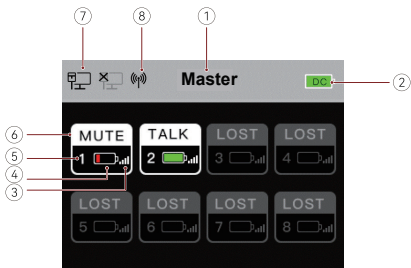 ⑦ ⑧ ①
Master
DC
②
⑥ MUTE TALK LOST LOST
⑤ 1 2 3 4
④
③
LOST LOST LOST LOST
5 6 7 8